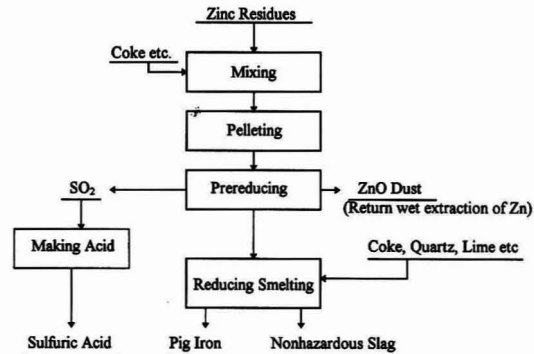 Zinc Residues
Coke etc.
Mixing
Pelleting
SO₂
Prereducing
ZnO Dust
(Return wet extraction of Zn)
Making Acid
Coke, Quartz, Lime etc
Reducing Smelting
Sulfuric Acid
Pig Iron
Nonhazardous Slag